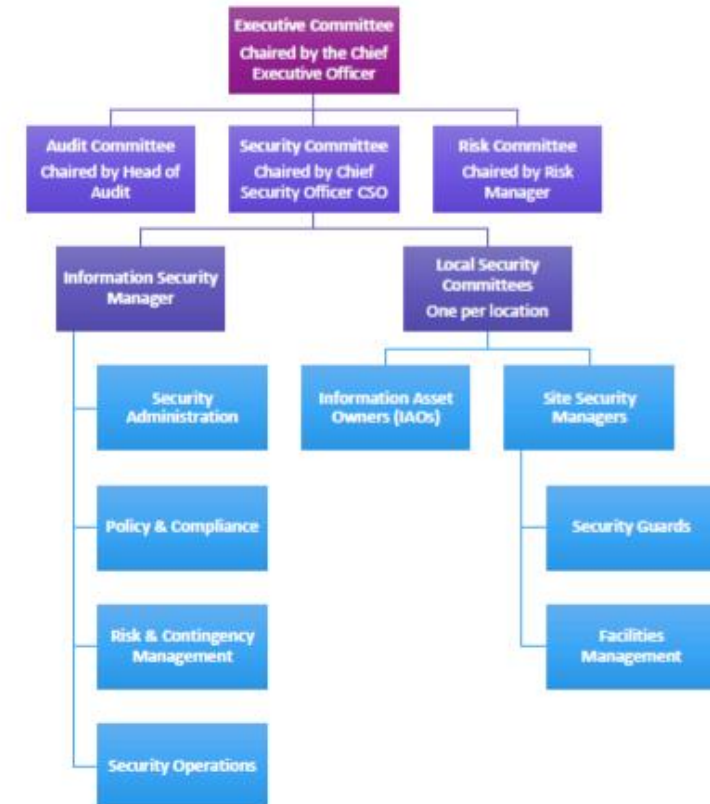 Executive Committee
Chaired by the Chief
Executive Officer
Audit Committee
Chaired by Head of
Audit
Security Committee
Chaired by Chief
Security Officer CSO
Risk Committee
Chaired by Risk
Manager
Information Security
Manager
Local Security
Committees
One per location
Security
Administration
Information Asset
Owners (IAOs)
Site Security
Managers
Policy & Compliance
Security Guards
Risk & Contingency
Management
Facilities
Management
Security Operations